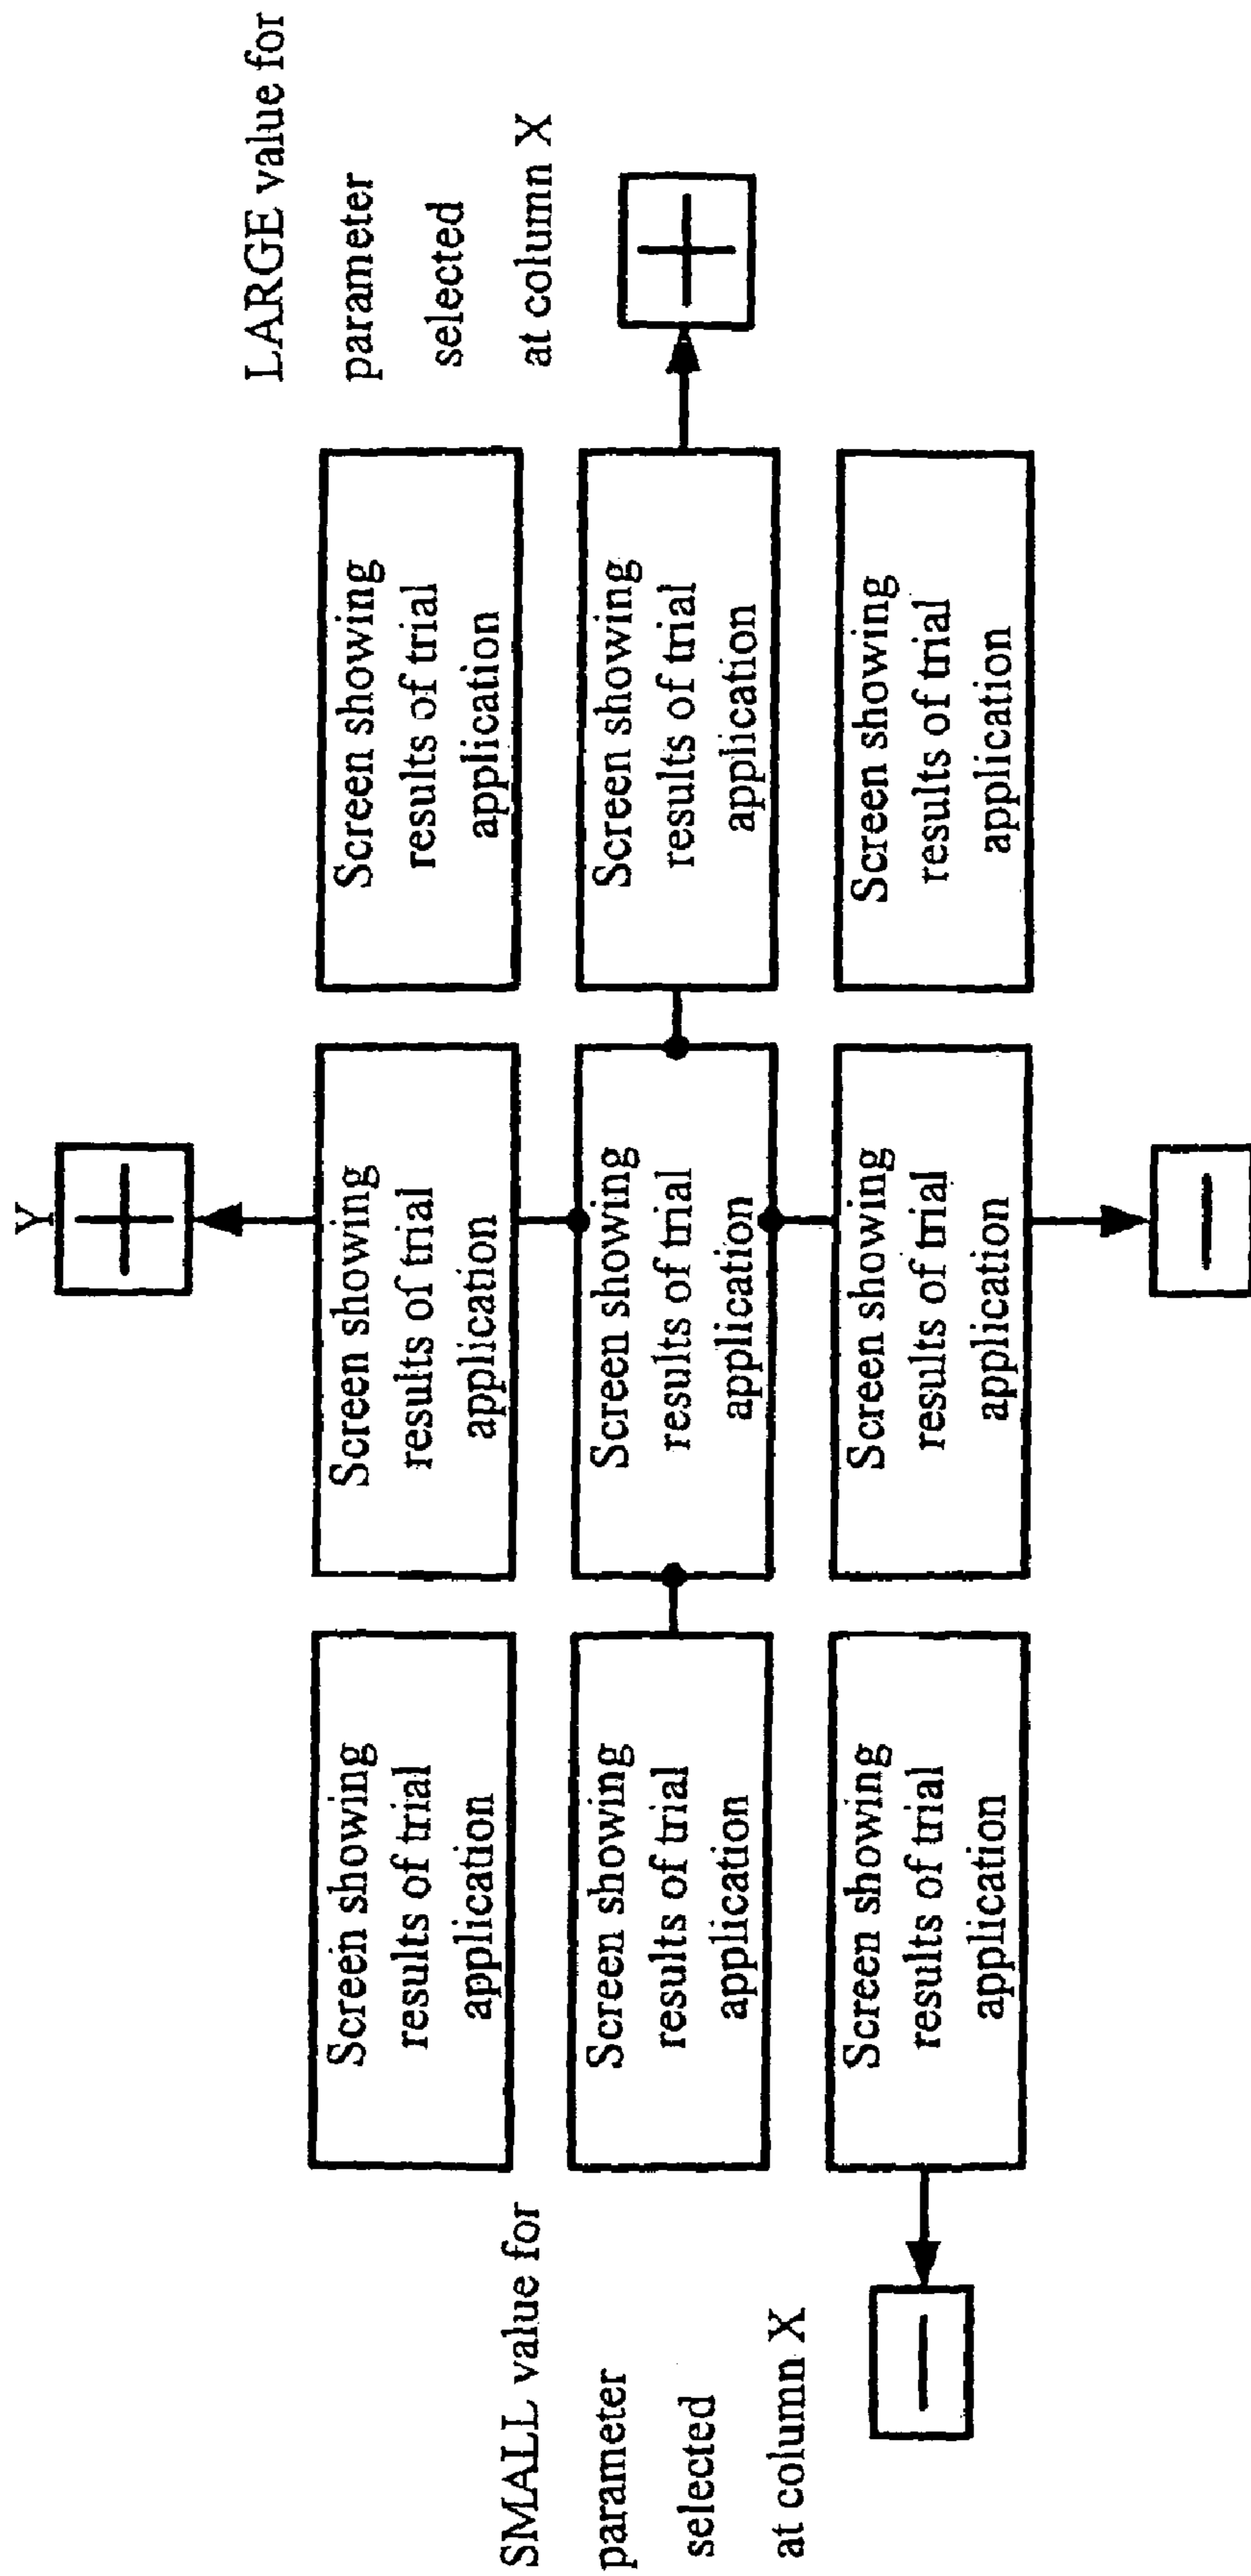 Y
+
LARGE value for
parameter
selected
at column X
Screen showing
results of trial
application
Screen showing
results of trial
application
Screen showing
results of trial
application
SMALL value for
parameter
selected
at column X
Screen showing
results of trial
application
Screen showing
results of trial
application
Screen showing
results of trial
application
+
−
Screen showing
results of trial
application
Screen showing
results of trial
application
Screen showing
results of trial
application
−